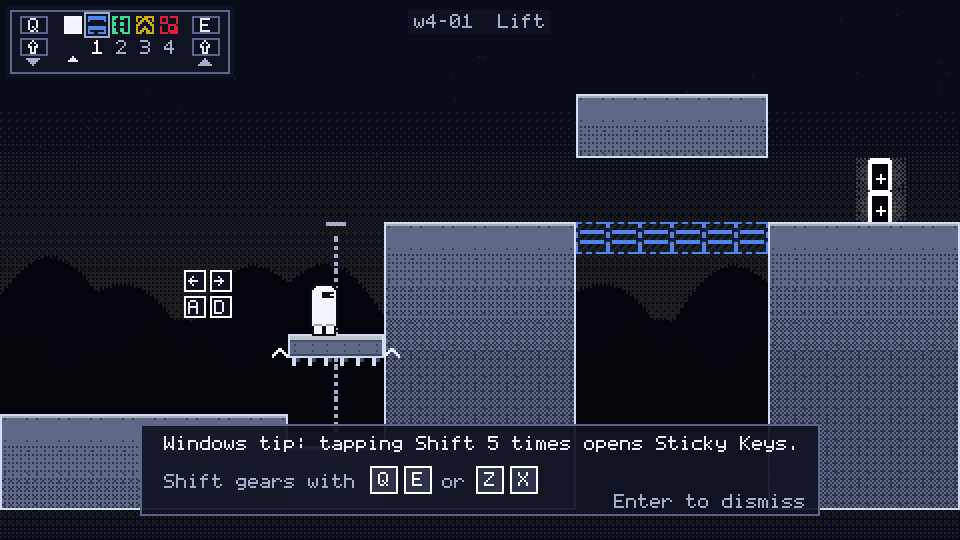 w4-01 Lift
Q E
1 2 3 4
← →
A D
+
+
Windows tip: tapping Shift 5 times opens Sticky Keys.
Shift gears with Q E or Z X
Enter to dismiss